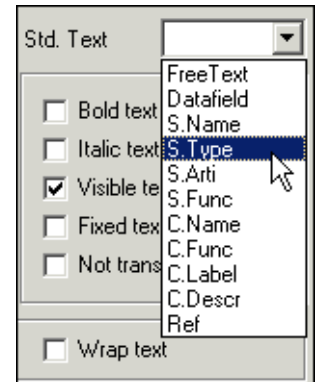 Std. Text
FreeText
Datafield
S.Name
S.Type
S.Arti
S.Func
C.Name
C.Func
C.Label
C.Descr
Ref
Bold text
Italic text
Visible te
Fixed tex
Not trans
Wrap text